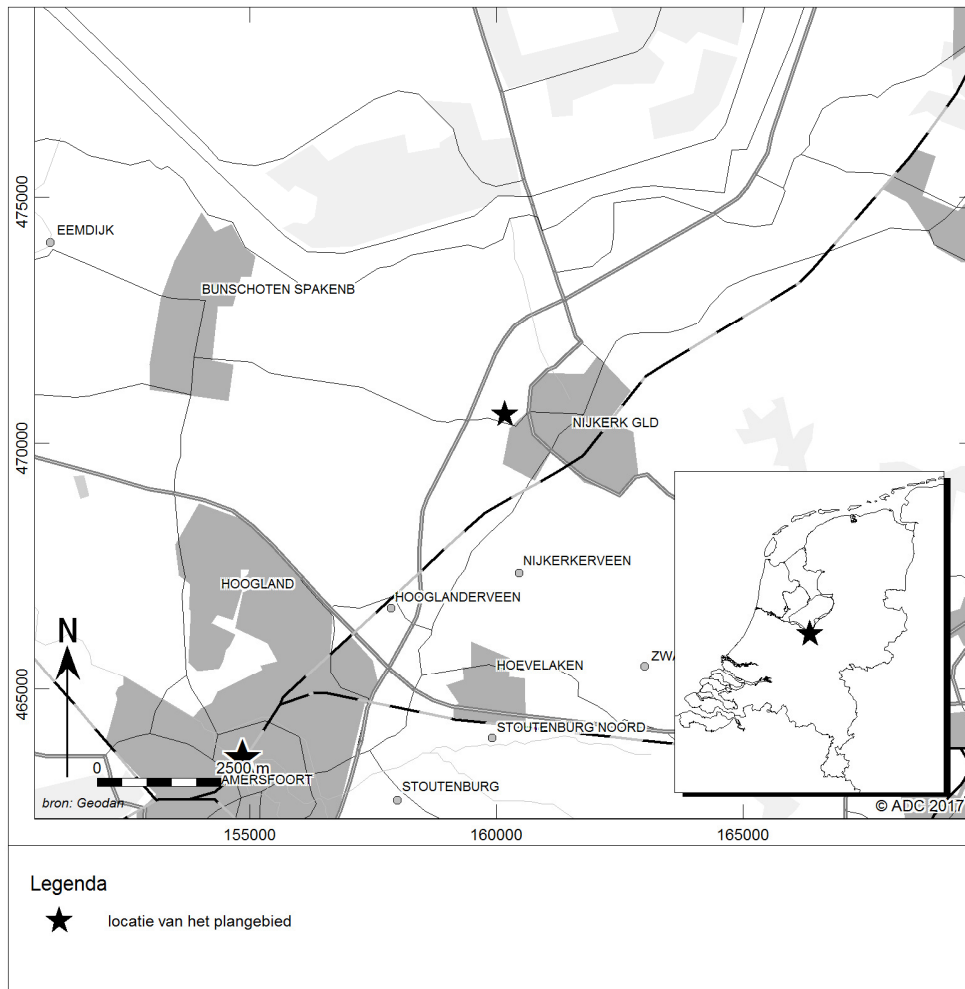 475000
470000
465000
EEMDIJK
BUNSCHOTEN SPAKENB
NIJKERK GLD
NIJKERKERVEEN
HOOGLAND
HOOGLANDERVEEN
HOEVELAKEN
ZWA
STOUTENBURG NOORD
STOUTENBURG
AMERSFOORT
N
0 2500 m
bron: Geodan
© ADC 2017
155000 160000 165000
Legenda
locatie van het plangebied